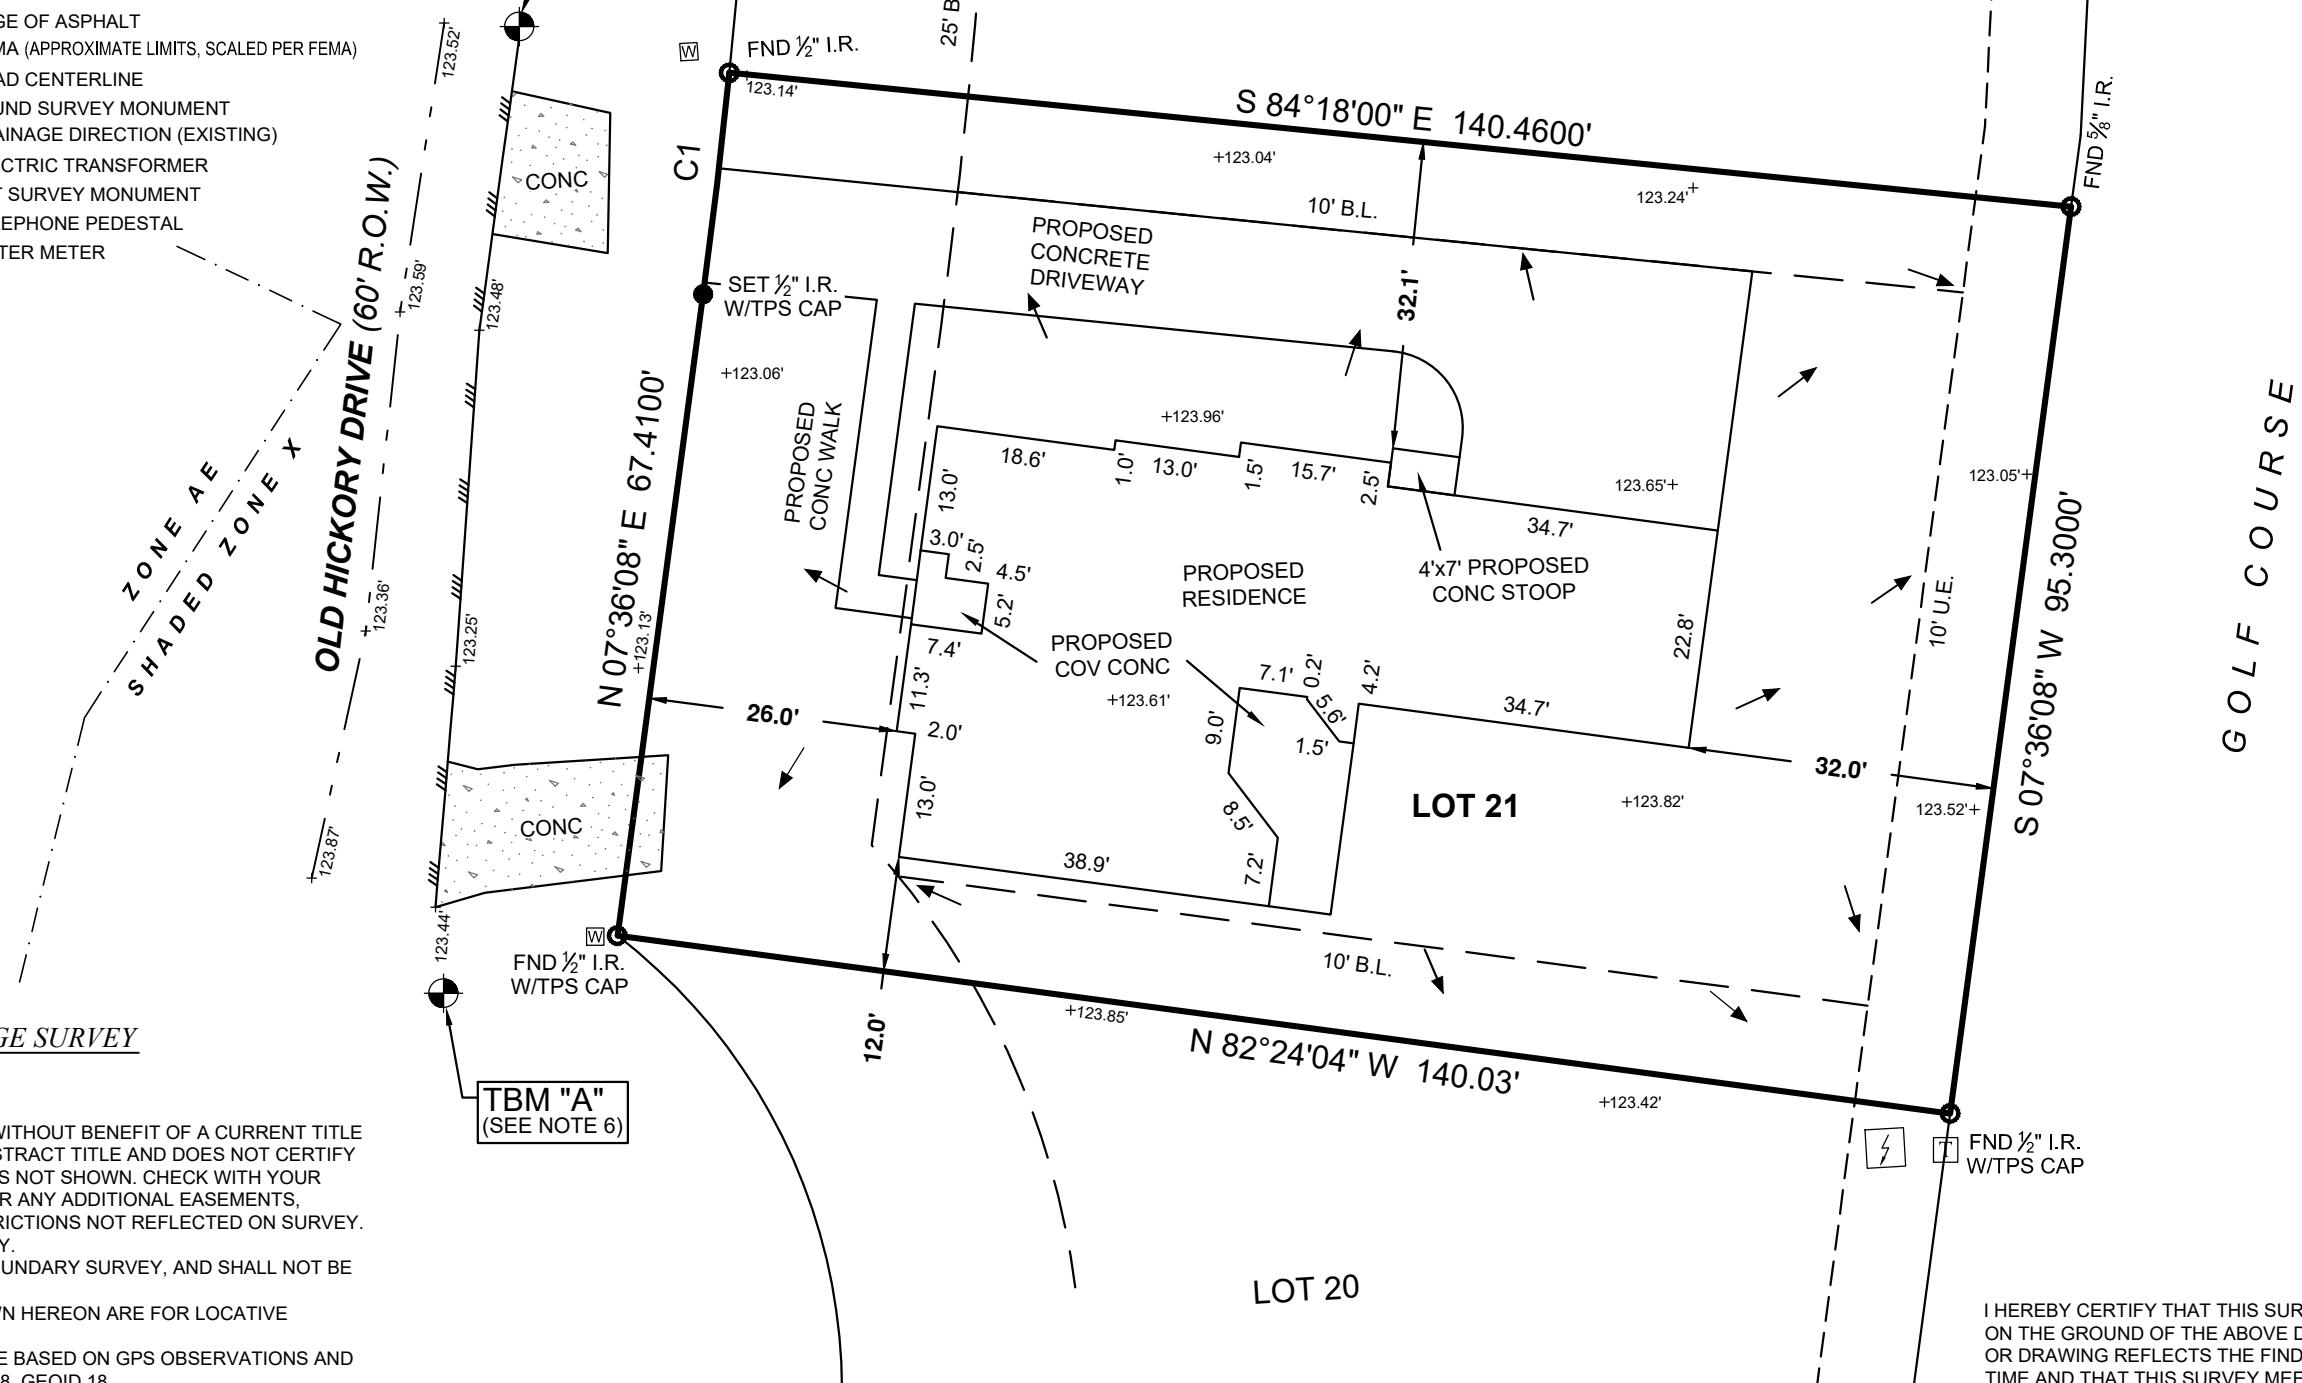 GE OF ASPHALT
MA (APPROXIMATE LIMITS, SCALED PER FEMA)
AD CENTERLINE
UND SURVEY MONUMENT
AINAGE DIRECTION (EXISTING)
CTRIC TRANSFORMER
T SURVEY MONUMENT
EPHONE PEDESTAL
TER METER
123.52'
W
FND ½" I.R.
123.14'
25' B
S 84°18'00" E 140.4600'
FND ⅝" I.R.
+123.04'
123.24'+
C1
CONC
10' B.L.
PROPOSED
CONCRETE
DRIVEWAY
SET ½" I.R.
W/TPS CAP
32.1'
123.59'
123.48'
OLD HICKORY DRIVE (60' R.O.W.)
+123.06'
PROPOSED
CONC WALK
+123.96'
18.6'
1.0'
13.0'
1.5'
15.7'
2.5'
13.0'
123.65'+
34.7'
123.05'+
ZONE AE
SHADED ZONE X
3.0'
2.5'
4.5'
5.2'
7.4'
PROPOSED
RESIDENCE
4'x7' PROPOSED
CONC STOOP
GOLF COURSE
123.36'
123.25'
N 07°36'08" E 67.4100'
+123.13'
PROPOSED
COV CONC
22.8'
10' U.E.
S 07°36'08" W 95.3000'
11.3'
+123.61'
7.1'
0.2'
4.2'
5.6'
9.0'
1.5'
34.7'
26.0'
2.0'
13.0'
32.0'
LOT 21
+123.82'
123.52'+
8.5'
7.2'
CONC
123.87'
38.9'
123.44'
W
FND ½" I.R.
W/TPS CAP
10' B.L.
12.0'
+123.85'
N 82°24'04" W 140.03'
+123.42'
T
FND ½" I.R.
W/TPS CAP
GE SURVEY
TBM "A"
(SEE NOTE 6)
LOT 20
WITHOUT BENEFIT OF A CURRENT TITLE
STRACT TITLE AND DOES NOT CERTIFY
S NOT SHOWN. CHECK WITH YOUR
R ANY ADDITIONAL EASEMENTS,
RICTIONS NOT REFLECTED ON SURVEY.
Y.
UNDARY SURVEY, AND SHALL NOT BE
WN HEREON ARE FOR LOCATIVE
E BASED ON GPS OBSERVATIONS AND
8, GEOID 18
I HEREBY CERTIFY THAT THIS SUR
ON THE GROUND OF THE ABOVE D
OR DRAWING REFLECTS THE FIND
TIME AND THAT THIS SURVEY MEE